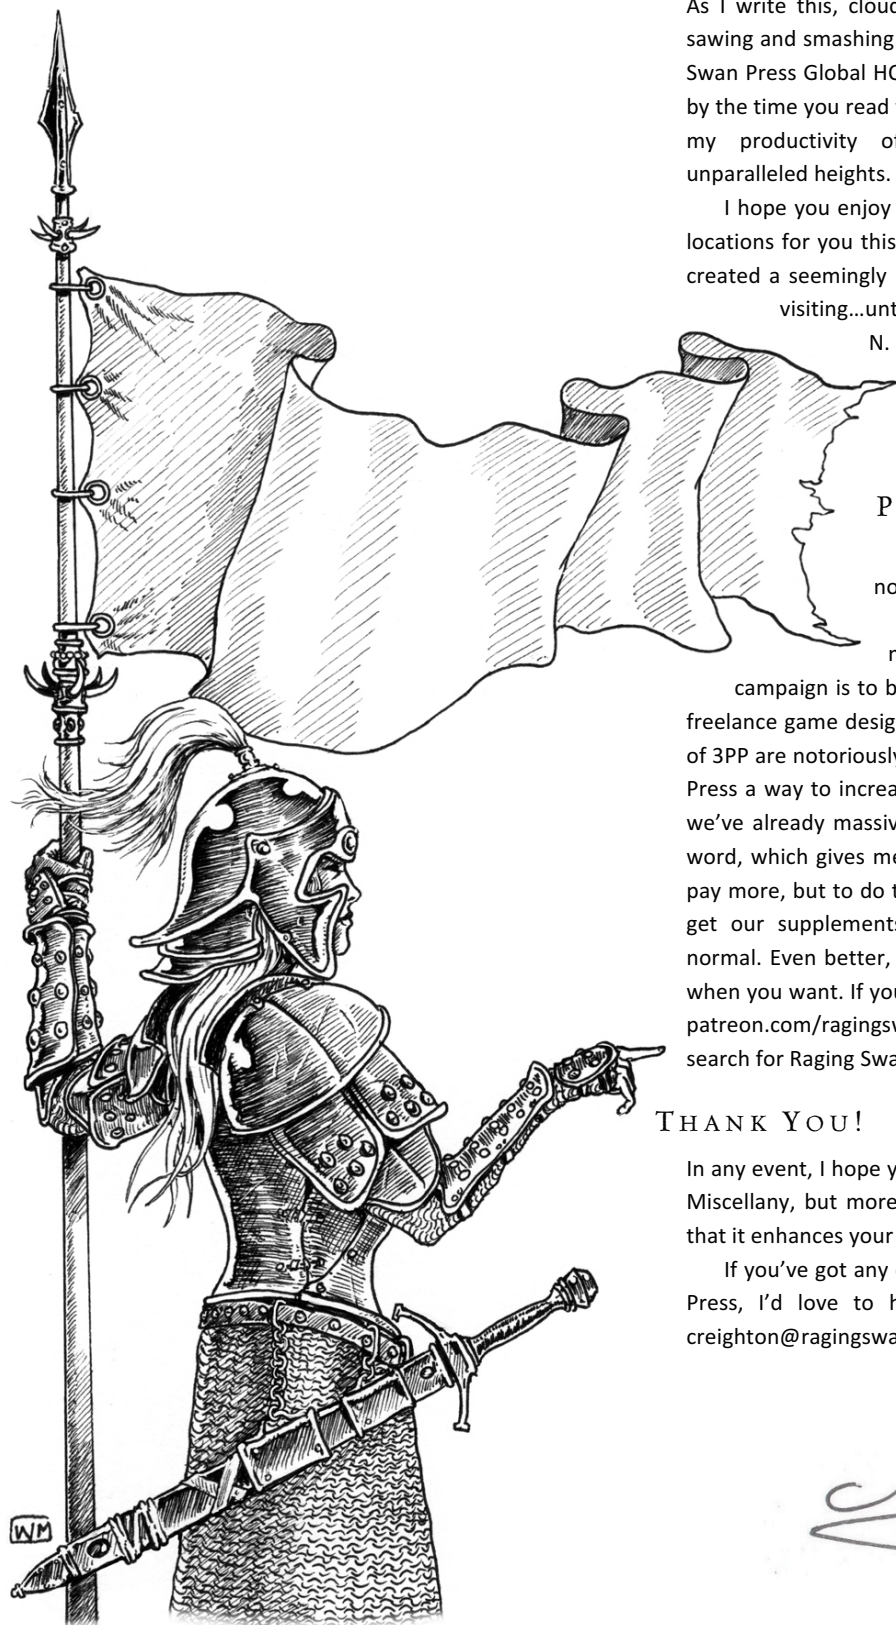 As I write this, cloud
sawing and smashing
Swan Press Global HQ
by the time you read
my productivity of
unparalleled heights.
I hope you enjoy
locations for you this
created a seemingly
visiting…unt
N.
P
no
campaign is to b
freelance game desig
of 3PP are notoriously
Press a way to increa
we’ve already massiv
word, which gives me
pay more, but to do t
get our supplements
normal. Even better,
when you want. If you
patreon.com/ragingsw
search for Raging Swa
THANK YOU!
In any event, I hope y
Miscellany, but more
that it enhances your
If you’ve got any
Press, I’d love to h
creighton@ragingswa
WM